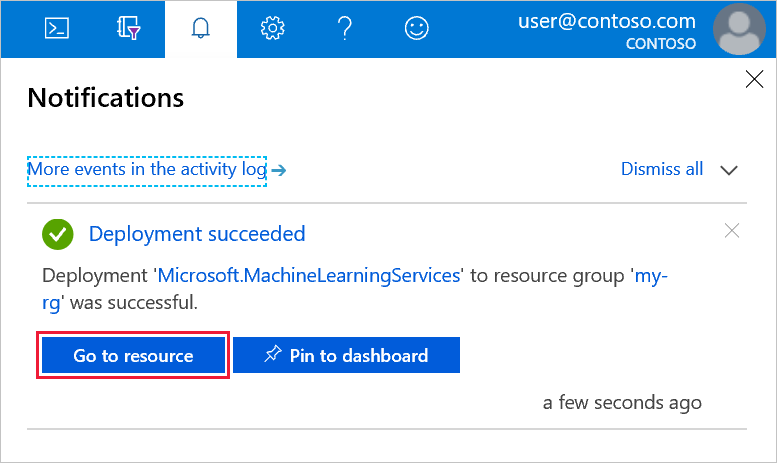 user@contoso.com
CONTOSO
Notifications
More events in the activity log
Dismiss all
Deployment succeeded
Deployment 'Microsoft.MachineLearningServices' to resource group 'my-
rg' was successful.
Go to resource
Pin to dashboard
a few seconds ago